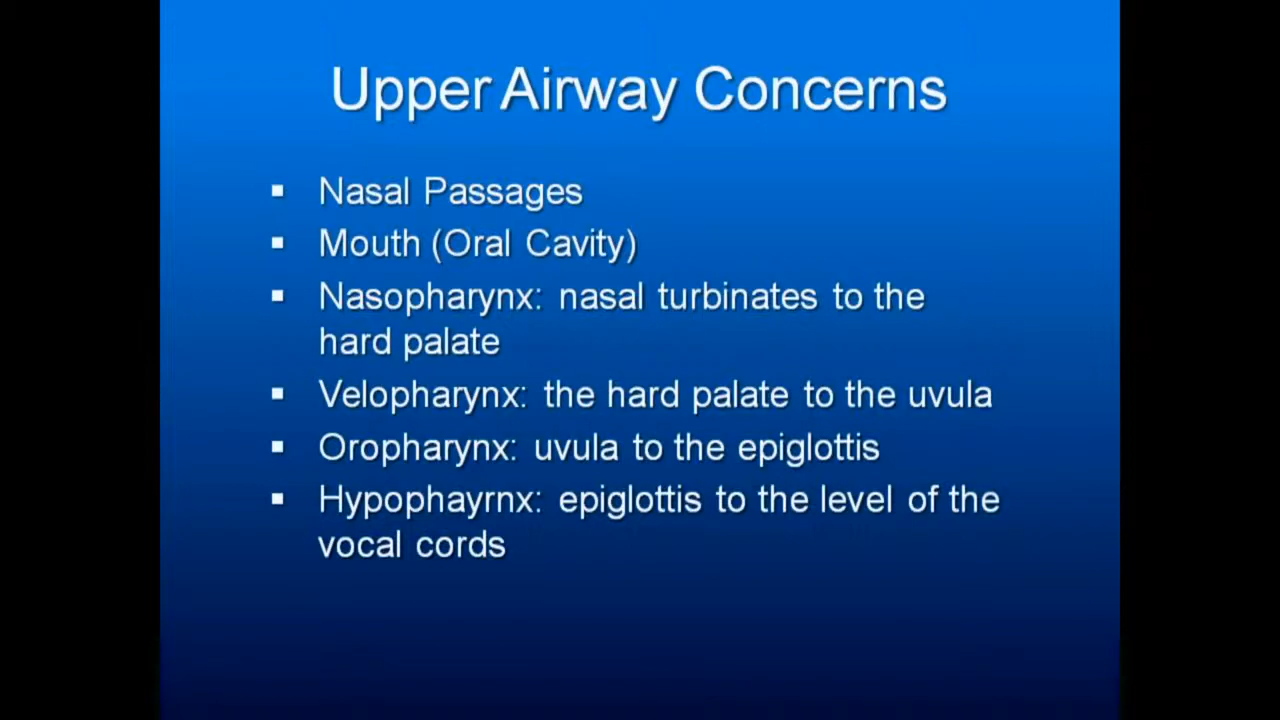 Upper Airway Concerns
▪ Nasal Passages
▪ Mouth (Oral Cavity)
▪ Nasopharynx: nasal turbinates to the
hard palate
▪ Velopharynx: the hard palate to the uvula
▪ Oropharynx: uvula to the epiglottis
▪ Hypophayrnx: epiglottis to the level of the
vocal cords